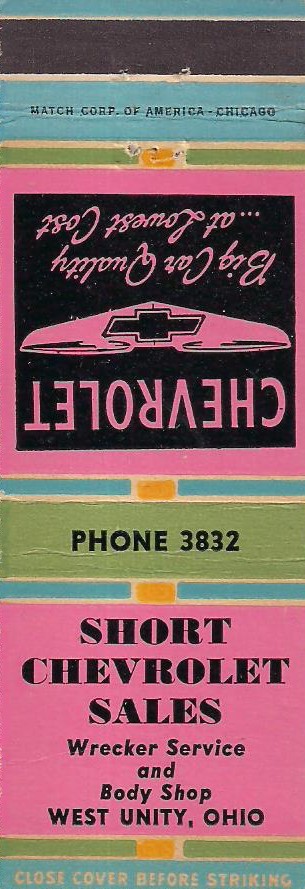 MATCH CORP. OF AMERICA - CHICAGO
CHEVROLET
Big Car Quality
...at Lowest Cost
PHONE 3832
SHORT
CHEVROLET
SALES
Wrecker Service
and
Body Shop
WEST UNITY, OHIO
CLOSE COVER BEFORE STRIKING